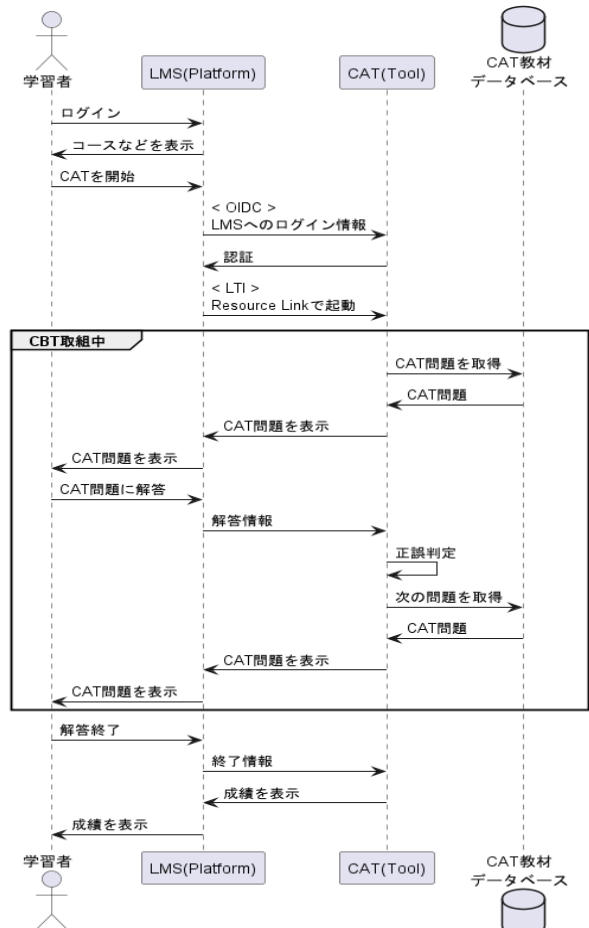 学習者
LMS(Platform)
CAT(Tool)
CAT教材
データベース
ログイン
コースなどを表示
CATを開始
< OIDC >
LMSへのログイン情報
認証
< LTI >
Resource Linkで起動
CBT取組中
CAT問題を取得
CAT問題
CAT問題を表示
CAT問題を表示
CAT問題に解答
解答情報
正誤判定
次の問題を取得
CAT問題
CAT問題を表示
CAT問題を表示
解答終了
終了情報
成績を表示
成績を表示
学習者
LMS(Platform)
CAT(Tool)
CAT教材
データベース